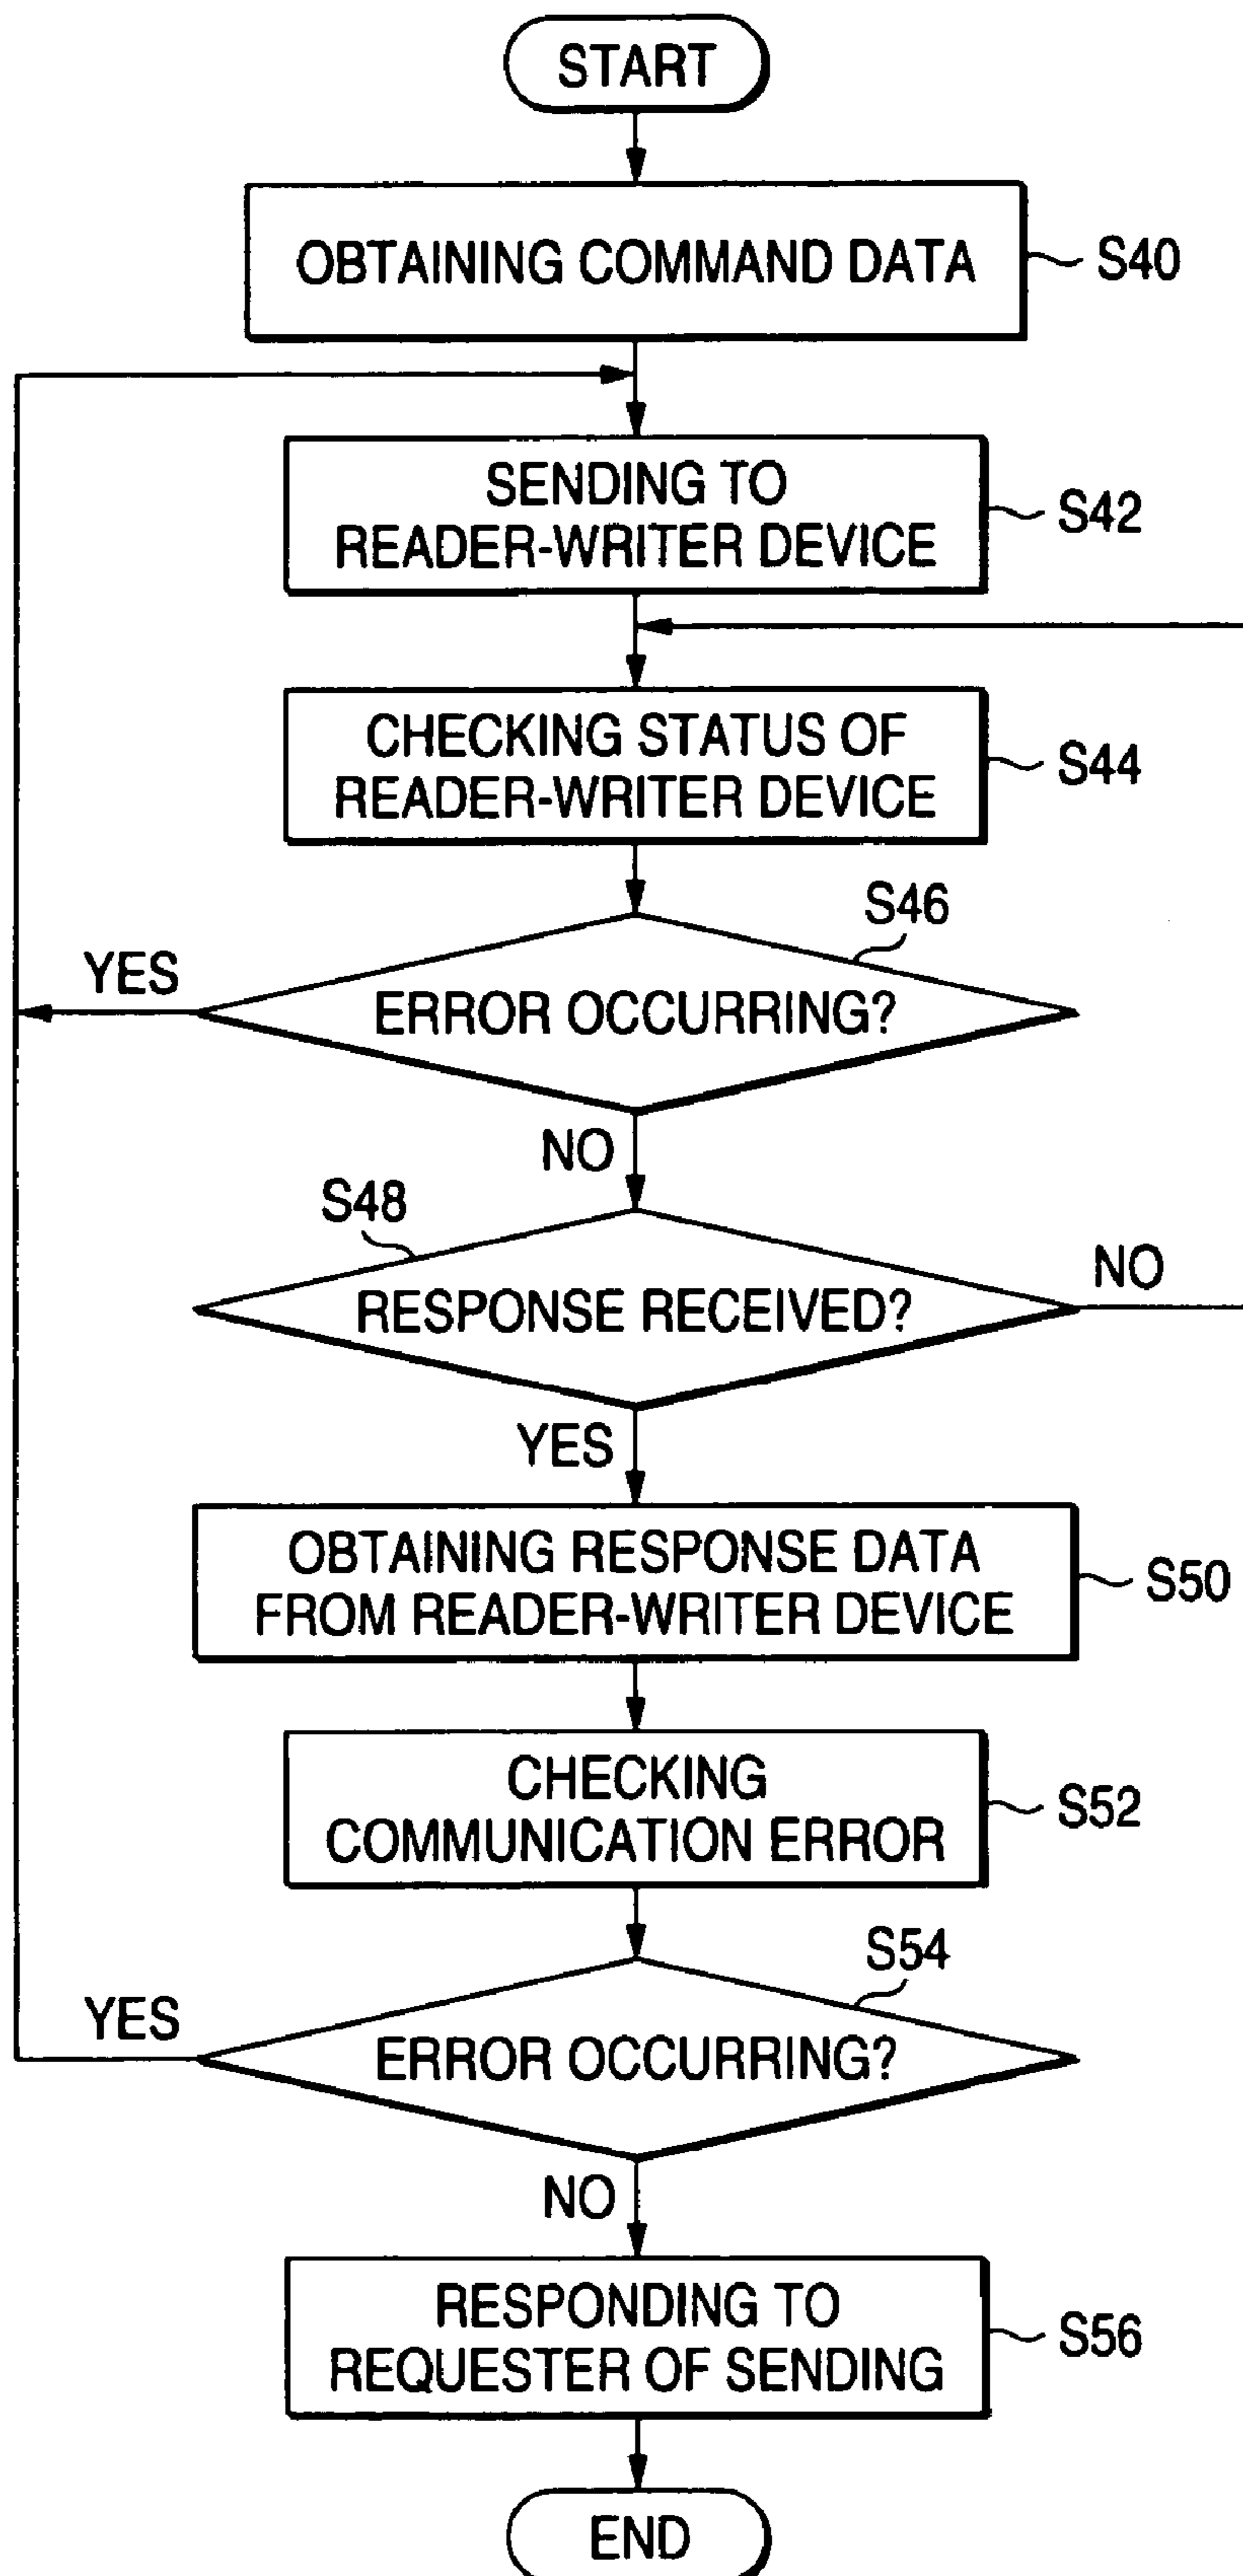 START
OBTAINING COMMAND DATA
S40
SENDING TO
READER-WRITER DEVICE
S42
CHECKING STATUS OF
READER-WRITER DEVICE
S44
S46
YES
ERROR OCCURRING?
NO
S48
RESPONSE RECEIVED?
NO
YES
OBTAINING RESPONSE DATA
FROM READER-WRITER DEVICE
S50
CHECKING
COMMUNICATION ERROR
S52
S54
YES
ERROR OCCURRING?
NO
RESPONDING TO
REQUESTER OF SENDING
S56
END